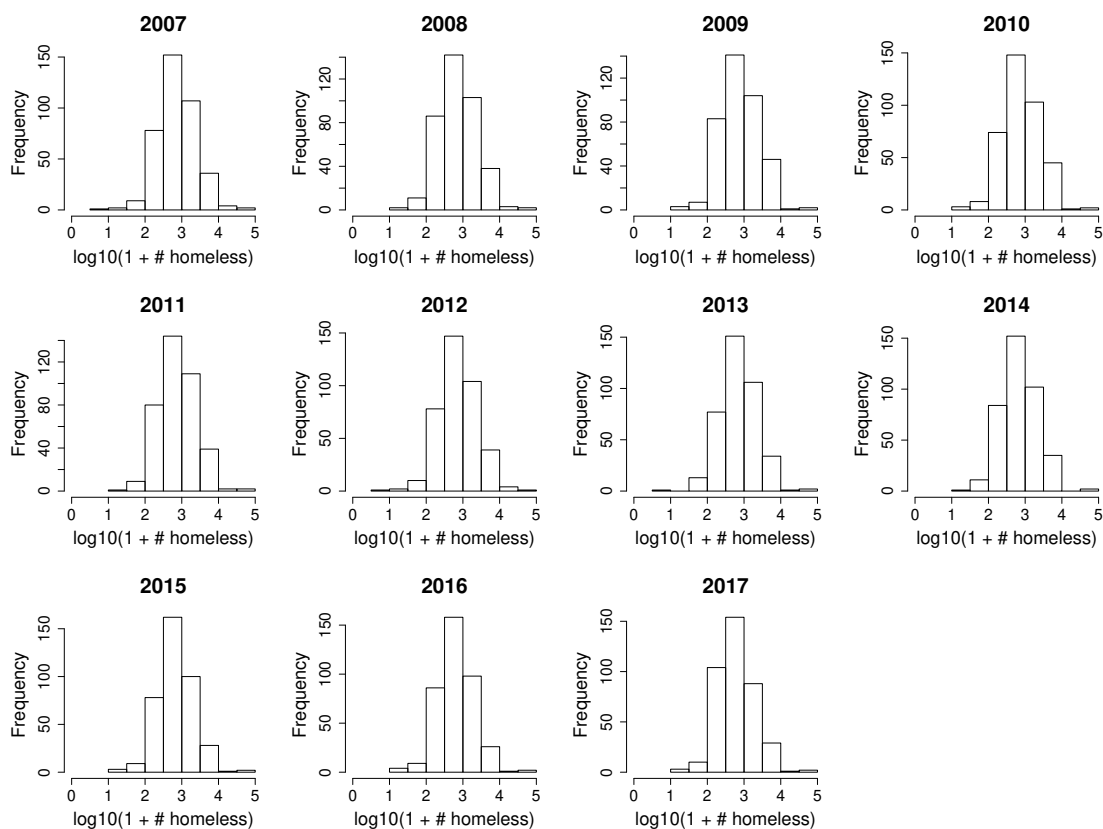 2007 2008 2009 2010
Frequency 0 50 100 150 Frequency 0 40 80 140 Frequency 0 40 80 140 Frequency 0 50 100 150
0 1 2 3 4 5 0 1 2 3 4 5 0 1 2 3 4 5 0 1 2 3 4 5
log10(1 + # homeless) log10(1 + # homeless) log10(1 + # homeless) log10(1 + # homeless)
2011 2012 2013 2014
Frequency 0 40 80 140 Frequency 0 50 100 150 Frequency 0 50 100 150 Frequency 0 50 100 150
0 1 2 3 4 5 0 1 2 3 4 5 0 1 2 3 4 5 0 1 2 3 4 5
log10(1 + # homeless) log10(1 + # homeless) log10(1 + # homeless) log10(1 + # homeless)
2015 2016 2017
Frequency 0 50 100 150 Frequency 0 50 100 150 Frequency 0 50 100 150
0 1 2 3 4 5 0 1 2 3 4 5 0 1 2 3 4 5
log10(1 + # homeless) log10(1 + # homeless) log10(1 + # homeless)